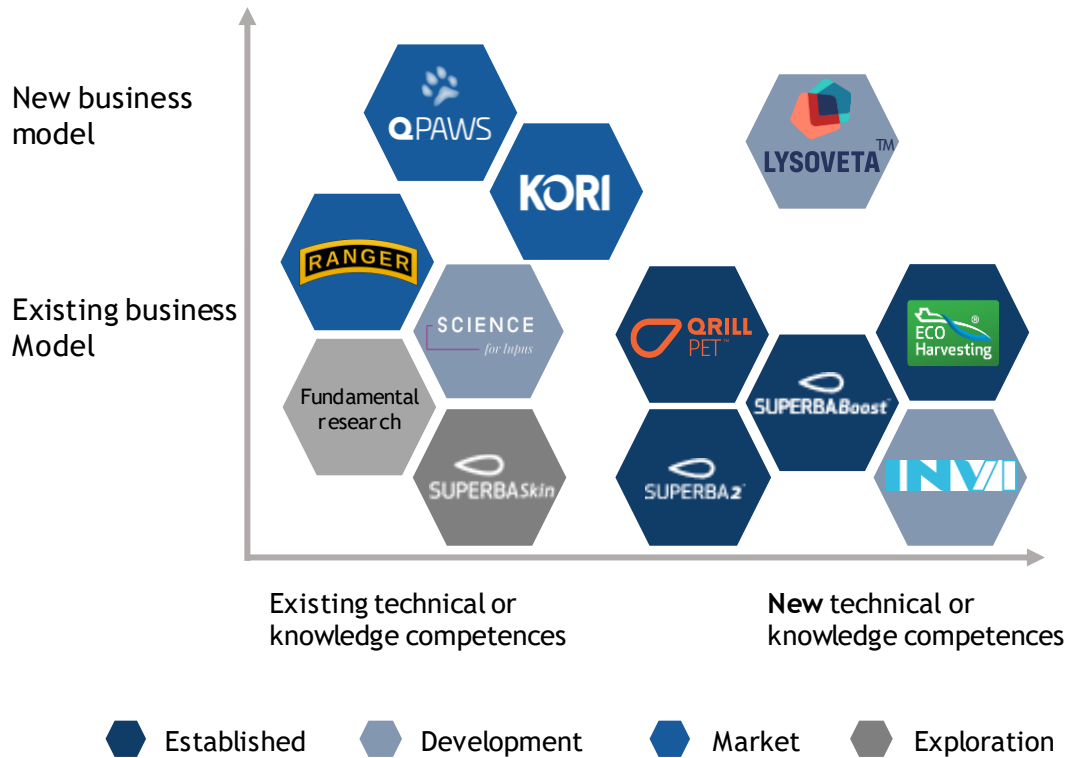 New business
model
QPAWS
LYSOVETA™
KORI
RANGER
Existing business
Model
SCIENCE
for lupus
QRILL
PET™
ECO
Harvesting
®
Fundamental
research
SUPERBABoost™
SUPERBASkin
SUPERBA2™
INVI
Existing technical or
knowledge competences
New technical or
knowledge competences
Established
Development
Market
Exploration